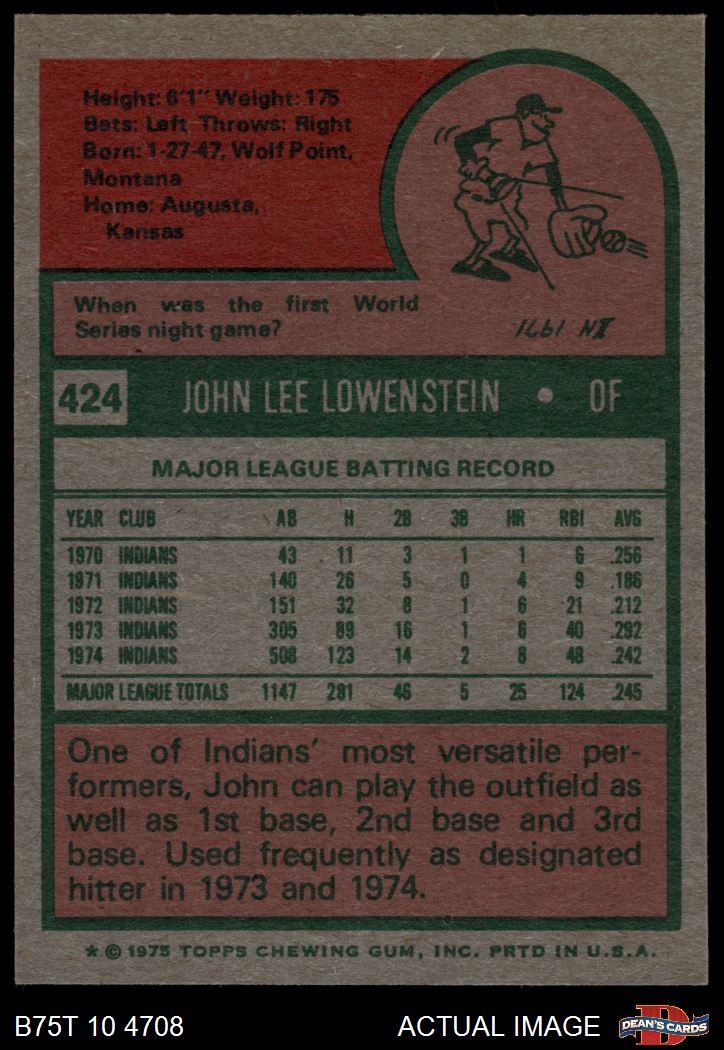 Height: 6'1" Weight: 175
Bats: Left Throws: Right
Born: 1-27-47, Wolf Point,
Montana
Home: Augusta,
Kansas
When was the first World
Series night game?
IN 1971
424 JOHN LEE LOWENSTEIN • OF
MAJOR LEAGUE BATTING RECORD
YEAR CLUB AB H 2B 3B HR RBI AVG
1970 INDIANS 43 11 3 1 1 6 .256
1971 INDIANS 140 26 5 0 4 9 .186
1972 INDIANS 151 32 8 1 6 21 .212
1973 INDIANS 305 89 16 1 6 40 .292
1974 INDIANS 508 123 14 2 8 48 .242
MAJOR LEAGUE TOTALS 1147 281 46 5 25 124 .245
One of Indians' most versatile per-
formers, John can play the outfield as
well as 1st base, 2nd base and 3rd
base. Used frequently as designated
hitter in 1973 and 1974.
* © 1975 TOPPS CHEWING GUM, INC. PRTD IN U.S.A.
B75T 10 4708 ACTUAL IMAGE D DEAN'S CARDS